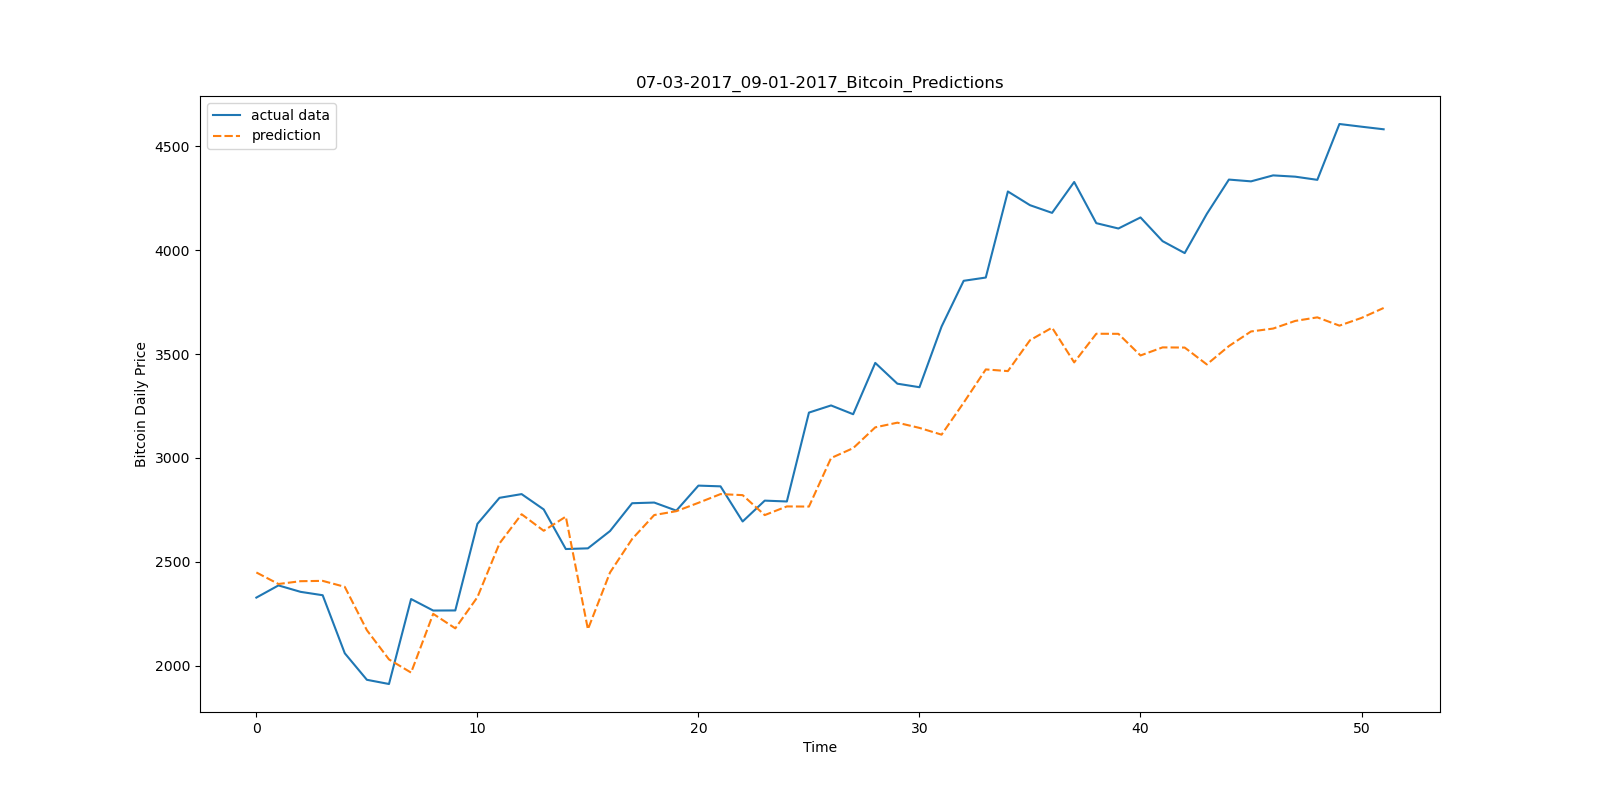 07-03-2017_09-01-2017_Bitcoin_Predictions
actual data
prediction
4500
4000
3500
3000
2500
2000
Bitcoin Daily Price
0 10 20 30 40 50
Time